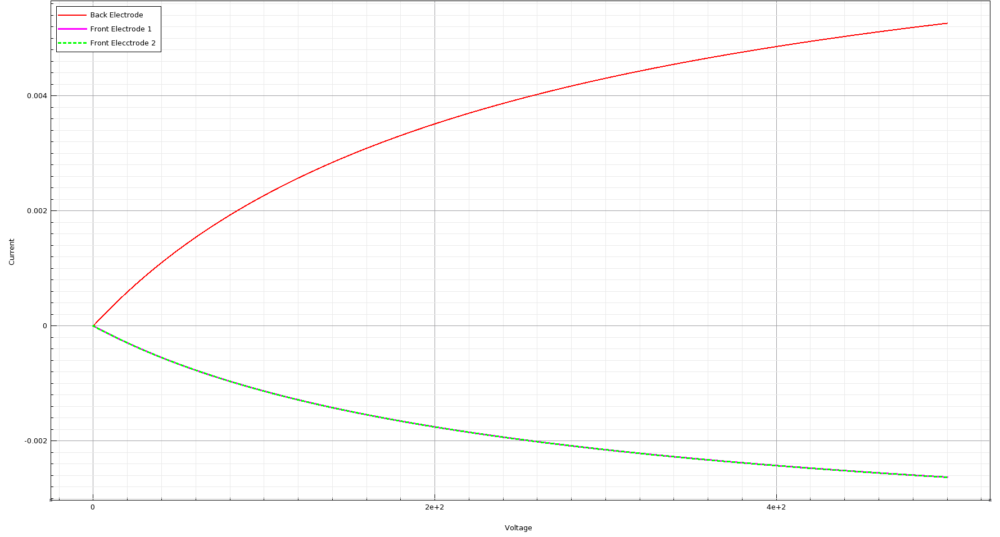 Back Electrode
Front Electrode 1
Front Elecctrode 2
0.004
0.002
0
-0.002
Current
0
2e+2
4e+2
Voltage